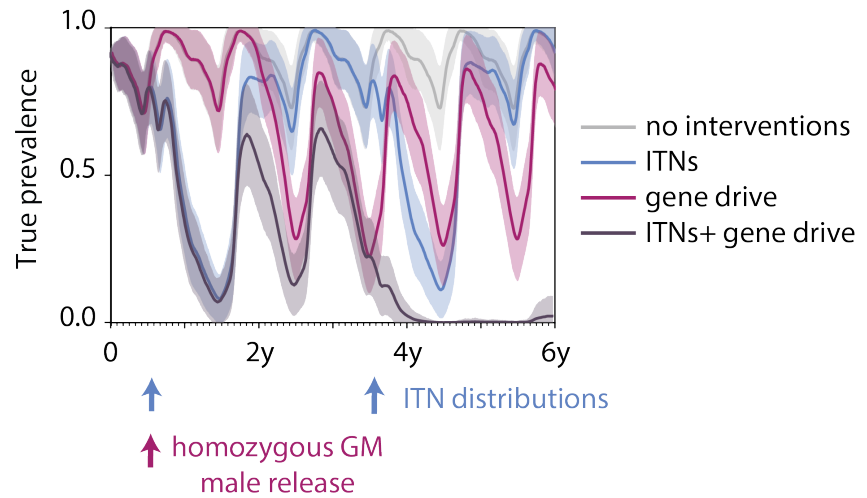 1.0
0.5
0.0
True prevalence
0
2y
4y
6y
no interventions
ITNs
gene drive
ITNs+ gene drive
ITN distributions
homozygous GM
male release